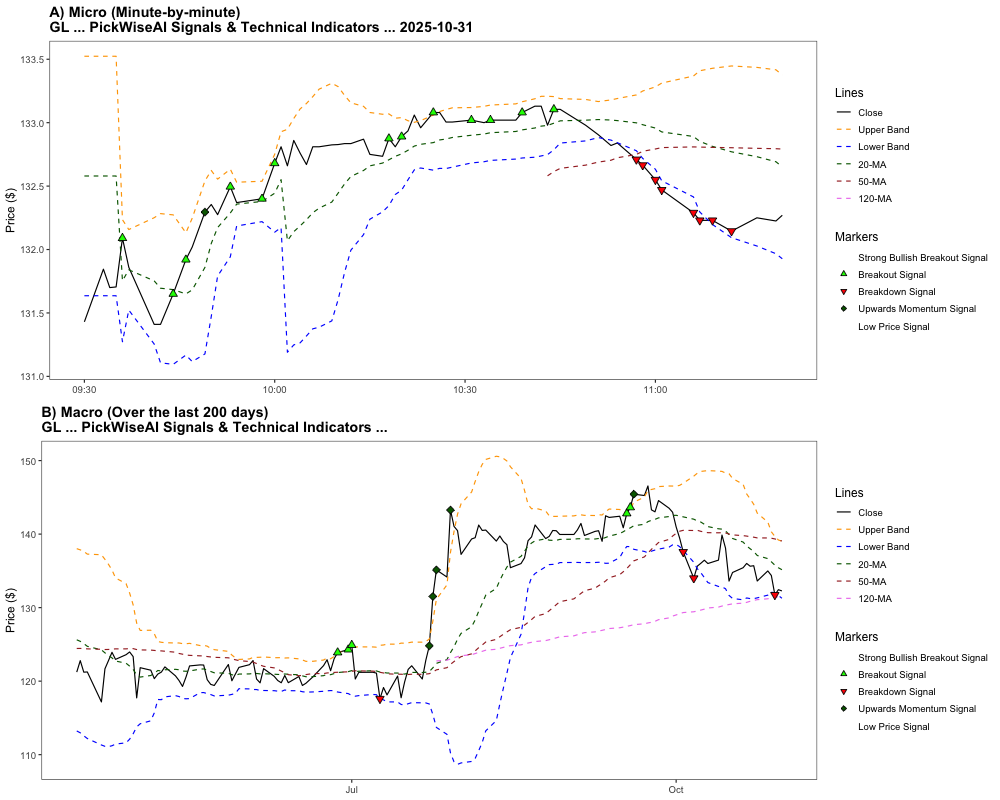 A) Micro (Minute-by-minute)
GL ... PickWiseAI Signals & Technical Indicators ... 2025-10-31
Price ($)
133.5
133.0
132.5
132.0
131.5
131.0
09:30
10:00
10:30
11:00
Lines
Close
Upper Band
Lower Band
20-MA
50-MA
120-MA
Markers
Strong Bullish Breakout Signal
Breakout Signal
Breakdown Signal
Upwards Momentum Signal
Low Price Signal
B) Macro (Over the last 200 days)
GL ... PickWiseAI Signals & Technical Indicators ...
Price ($)
150
140
130
120
110
Jul
Oct
Lines
Close
Upper Band
Lower Band
20-MA
50-MA
120-MA
Markers
Strong Bullish Breakout Signal
Breakout Signal
Breakdown Signal
Upwards Momentum Signal
Low Price Signal